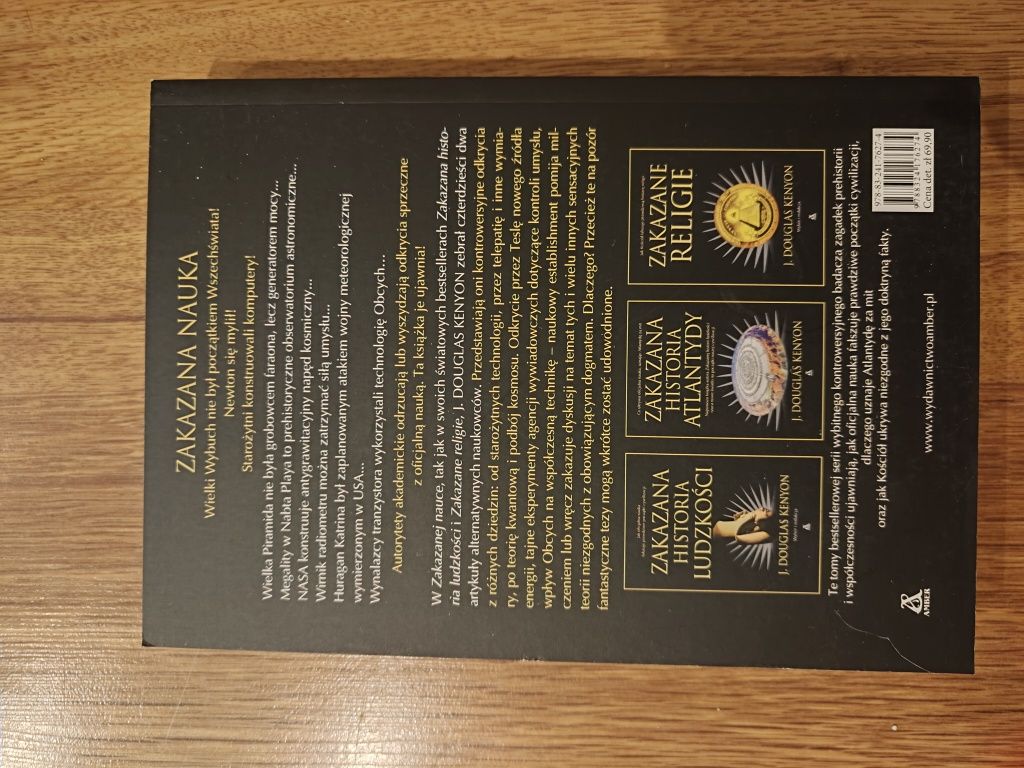 ZAKAZANA NAUKA
Wielki Wybuch nie był początkiem Wszechświata!
Newton się mylił!
Starożytni konstruowali komputery!
Wielka Piramida nie była grobowcem faraona, lecz generatorem mocy...
Megality w Nabta Playa to prehistoryczne obserwatorium astronomiczne...
NASA konstruuje antygrawitacyjny napęd kosmiczny...
Wirnik radiometru można zatrzymać siłą umysłu...
Huragan Katrina był zaplanowanym atakiem wojny meteorologicznej
wymierzonym w USA...
Wynalazcy tranzystora wykorzystali technologię Obcych...
Autorytety akademickie odrzucają lub wyszydzają odkrycia sprzeczne
z oficjalną nauką. Ta książka je ujawnia!
W Zakazanej nauce, tak jak w swoich światowych bestsellerach Zakazana histo-
ria ludzkości i Zakazane religie, J. DOUGLAS KENYON zebrał czterdzieści dwa
artykuły alternatywnych naukowców. Przedstawiają oni kontrowersyjne odkrycia
z różnych dziedzin: od starożytnych technologii, przez telepatię i inne wymia-
ry, po teorię kwantową i podbój kosmosu. Odkrycie przez Teslę nowego źródła
energii, tajne eksperymenty agencji wywiadowczych dotyczące kontroli umysłu,
wpływ Obcych na współczesną technikę – naukowy establishment pomija mil-
czeniem lub wręcz zakazuje dyskusji na temat tych i wielu innych sensacyjnych
teorii niezgodnych z obowiązującym dogmatem. Dlaczego? Przecież te na pozór
fantastyczne tezy mogą wkrótce zostać udowodnione.
ZAKAZANA
HISTORIA
LUDZKOŚCI
J. DOUGLAS KENYON
ZAKAZANA
HISTORIA
ATLANTYDY
J. DOUGLAS KENYON
ZAKAZANE
RELIGIE
J. DOUGLAS KENYON
Te tomy bestsellerowej serii wybitnego kontrowersyjnego badacza zagadek prehistorii
i współczesności ujawniają, jak oficjalna nauka fałszuje prawdziwe początki cywilizacji,
dlaczego uznaje Atlantydę za mit
oraz jak Kościół ukrywa niezgodne z jego doktryną fakty.
AMBER
www.wydawnictwoamber.pl
978-83-241-7627-4
9788324176274
Cena det. zł 69,90